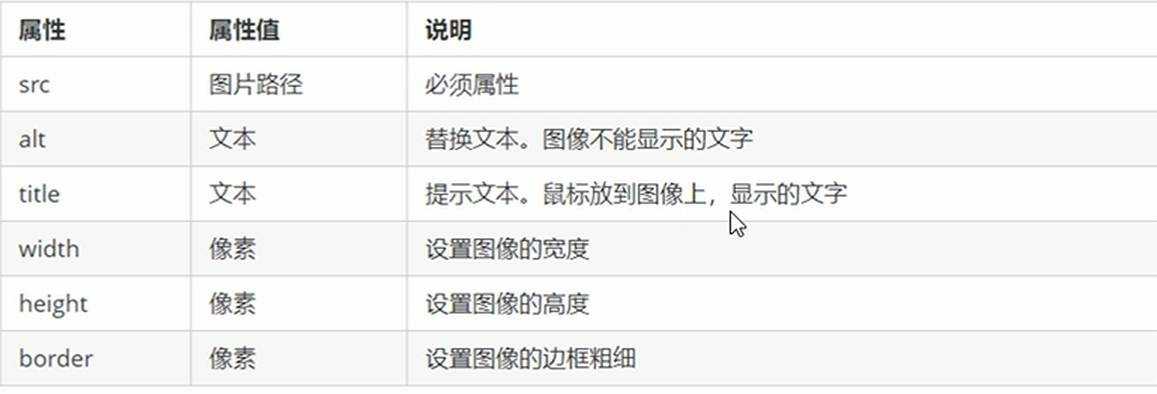 属性 属性值 说明
src 图片路径 必须属性
alt 文本 替换文本。图像不能显示的文字
title 文本 提示文本。鼠标放到图像上，显示的文字
width 像素 设置图像的宽度
height 像素 设置图像的高度
border 像素 设置图像的边框粗细